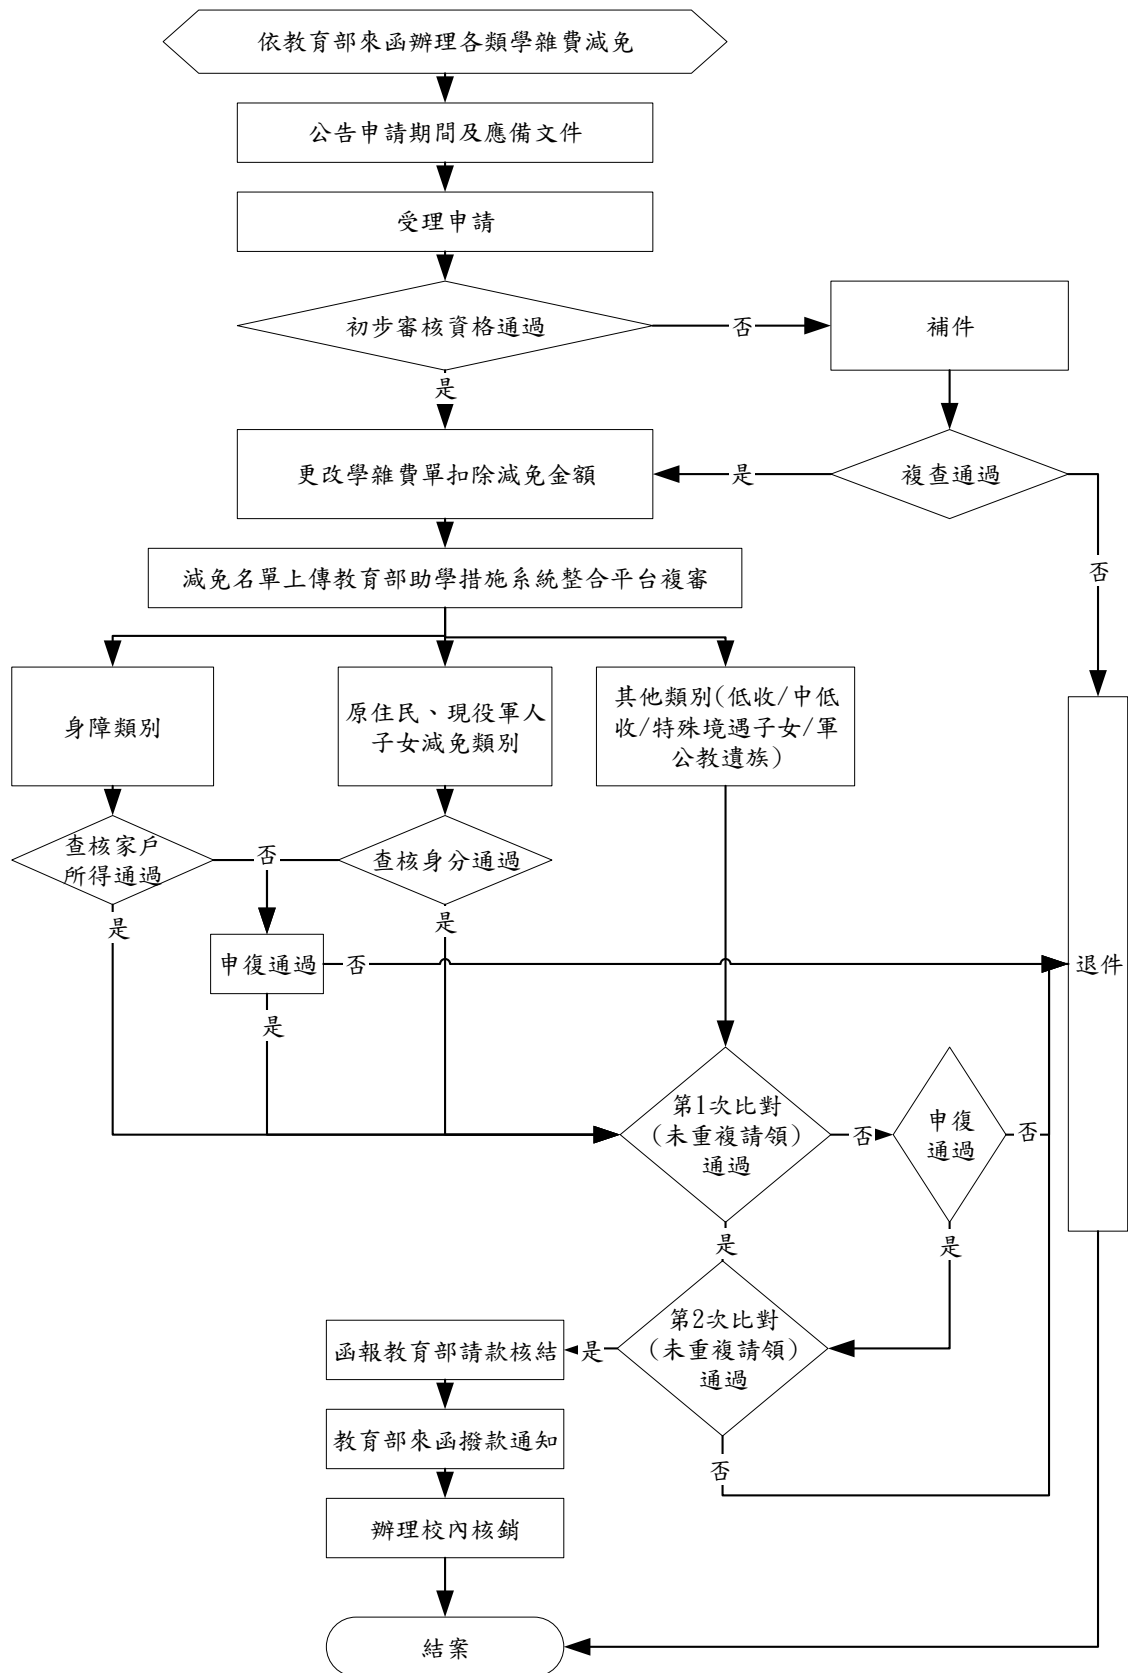 依教育部來函辦理各類學雜費減免
公告申請期間及應備文件
受理申請
初步審核資格通過
否
補件
是
更改學雜費單扣除減免金額
是
複查通過
否
減免名單上傳教育部助學措施系統整合平台複審
身障類別
原住民、現役軍人
子女減免類別
其他類別(低收/中低
收/特殊境遇子女/軍
公教遺族)
查核家戶
所得通過
否
查核身分通過
是
是
申復通過
否
退件
是
第1次比對
(未重複請領)
通過
否
申復
通過
否
是
是
第2次比對
(未重複請領)
通過
是
函報教育部請款核結
教育部來函撥款通知
否
辦理校內核銷
結案